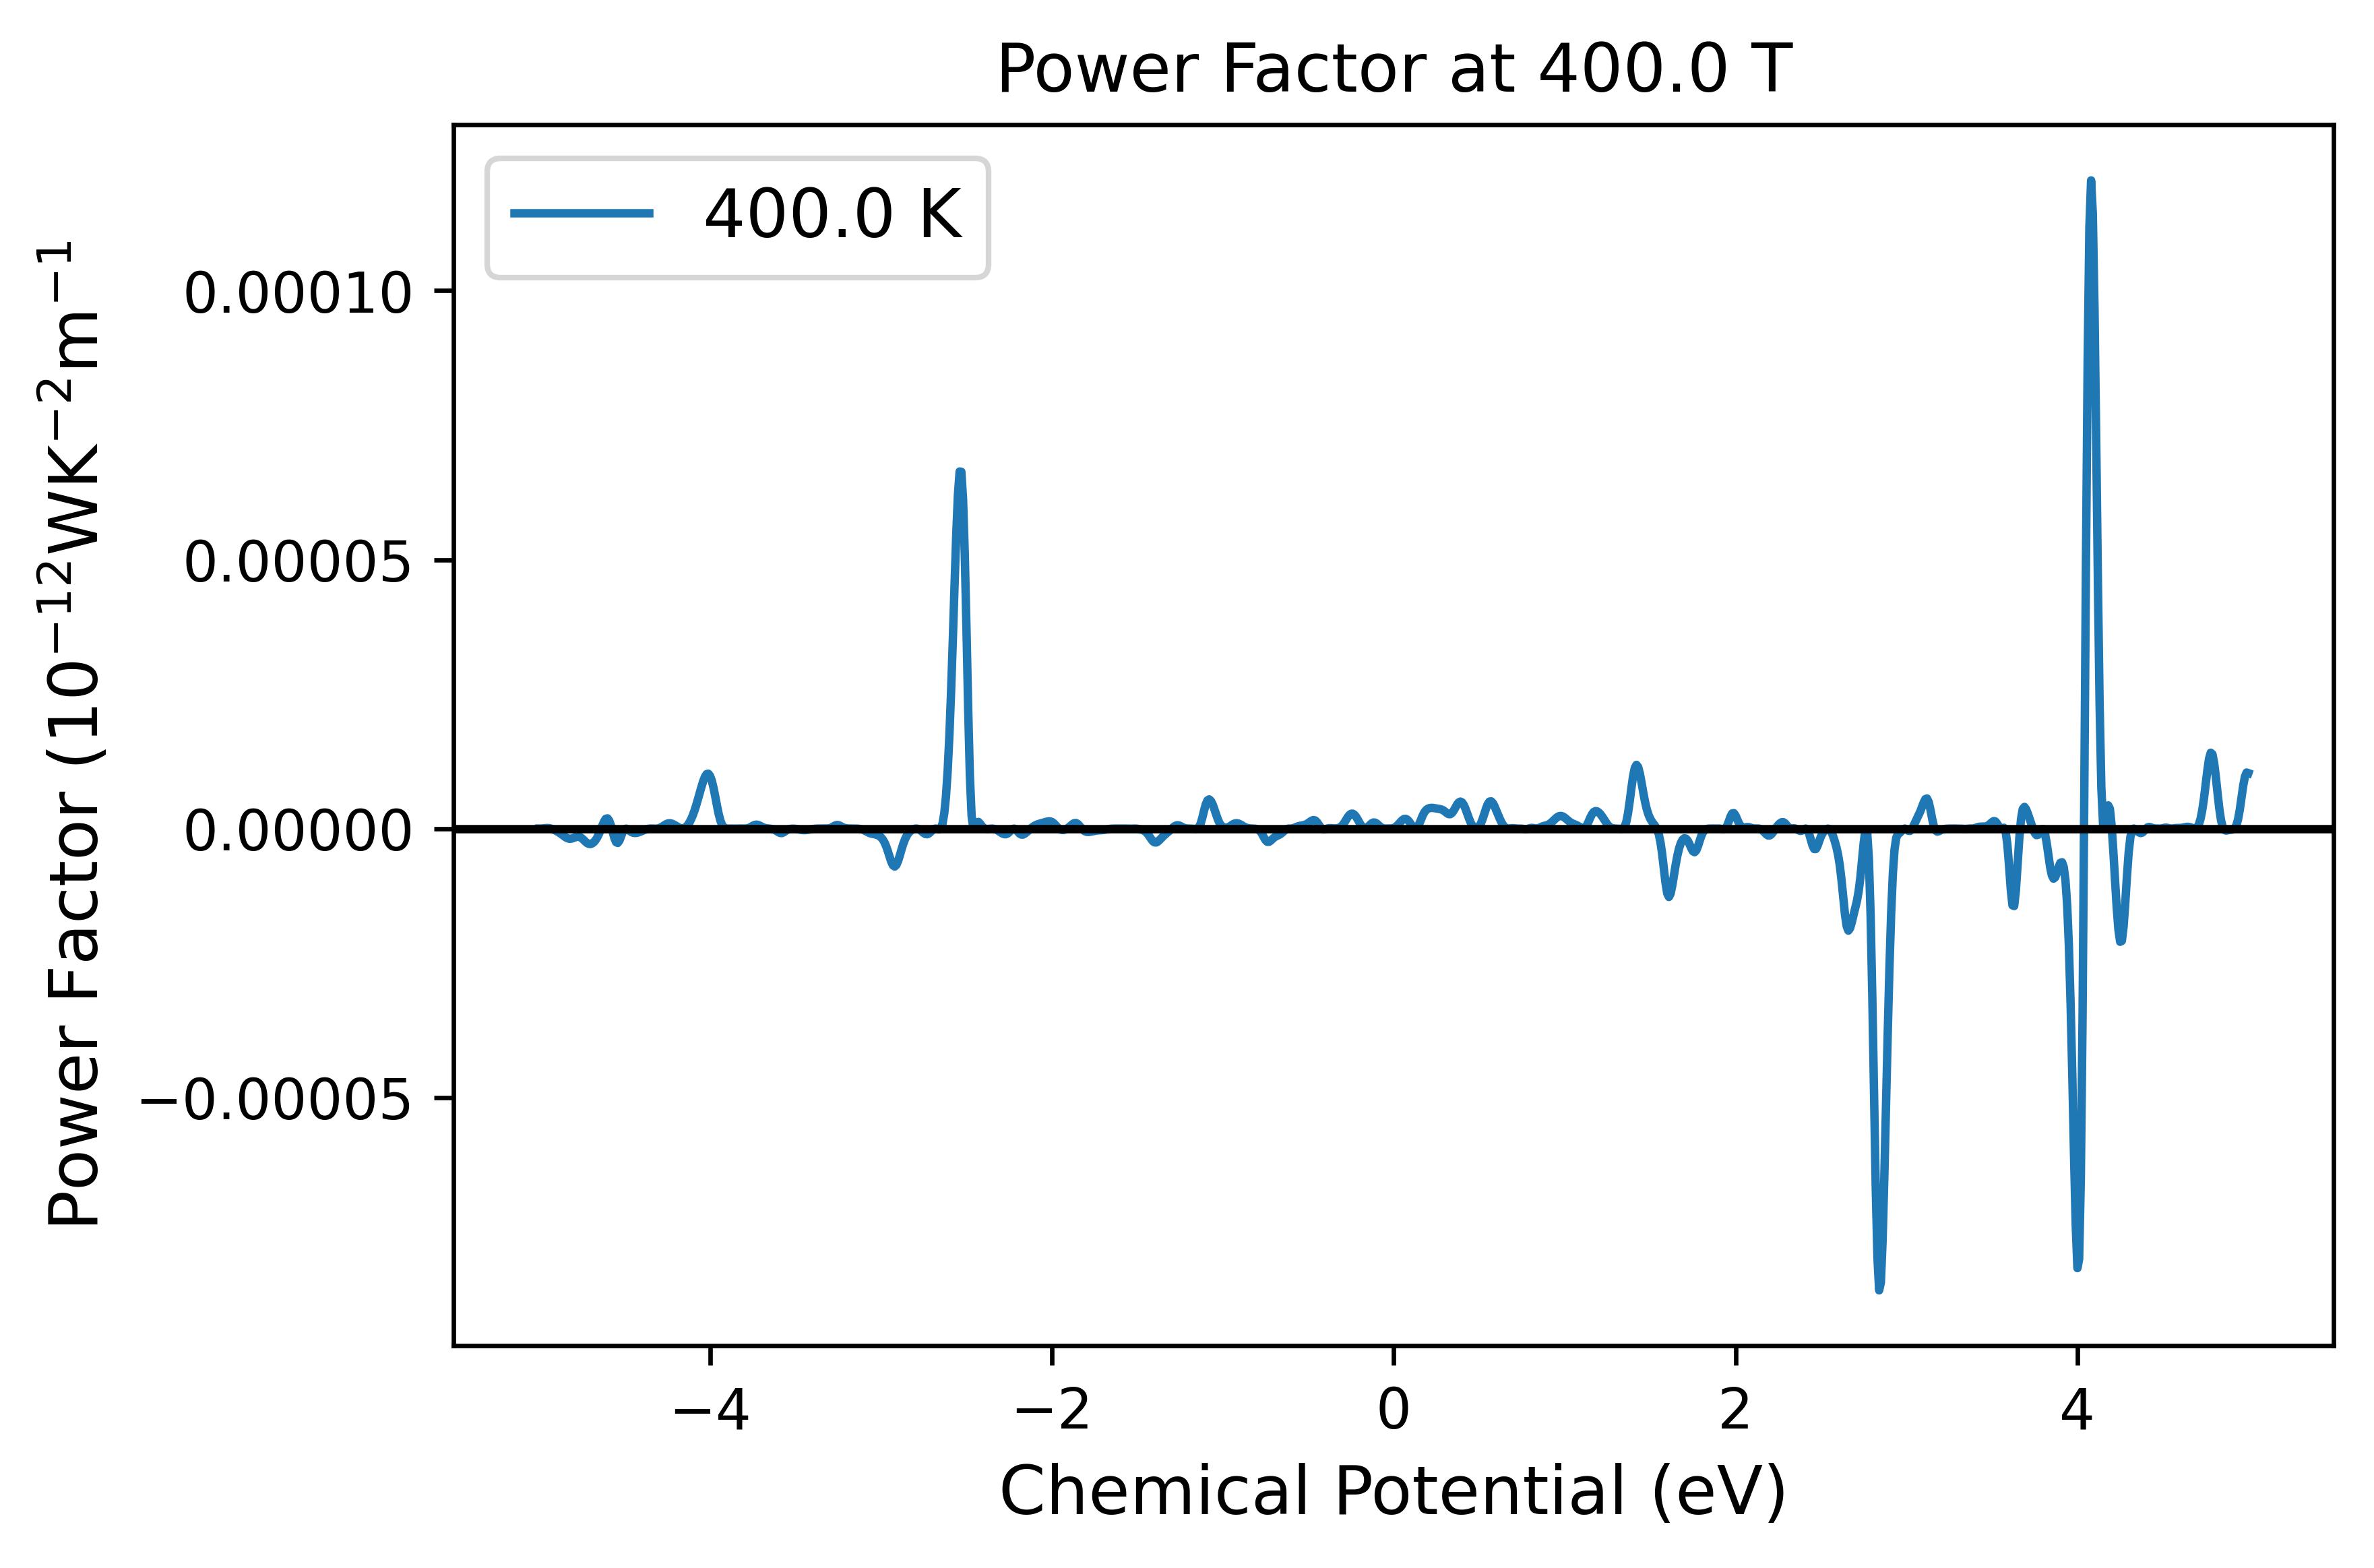 Power Factor at 400.0 T
400.0 K
Power Factor (10⁻¹²WK⁻²m⁻¹
0.00010
0.00005
0.00000
−0.00005
−4
−2
0
2
4
Chemical Potential (eV)